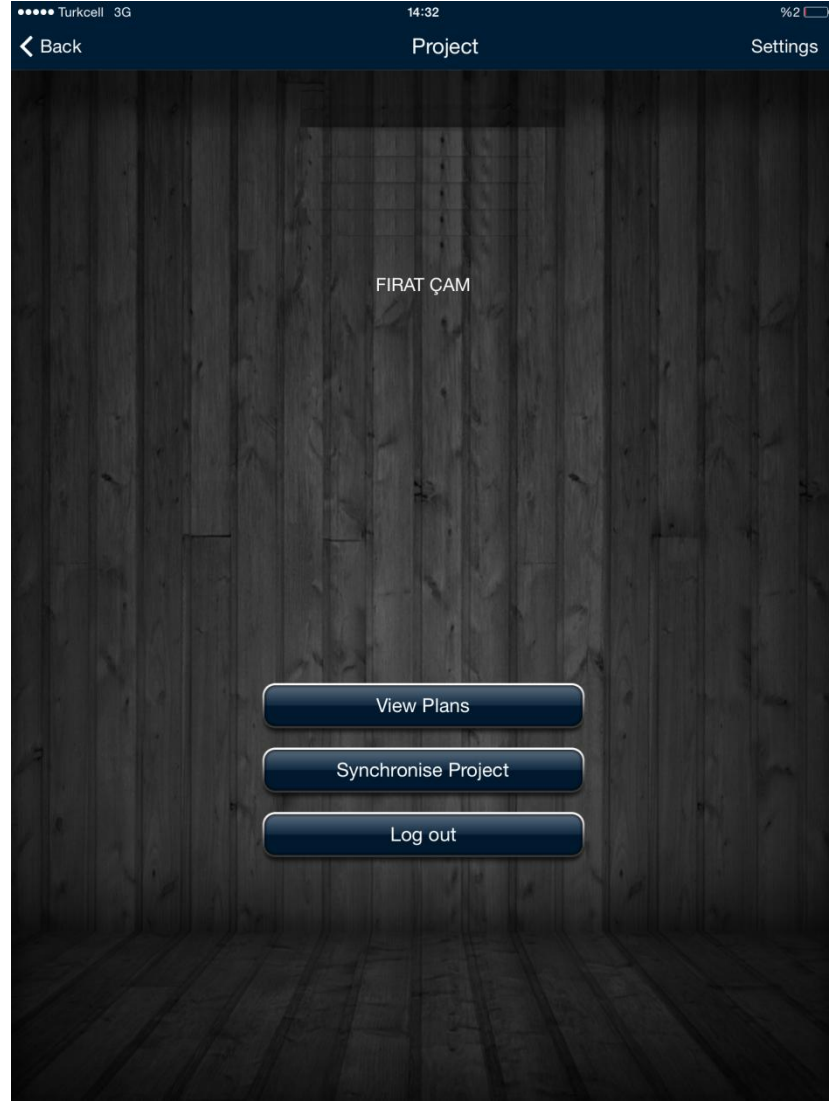 Turkcell 3G
14:32
%2
Back
Project
Settings
FIRAT ÇAM
View Plans
Synchronise Project
Log out